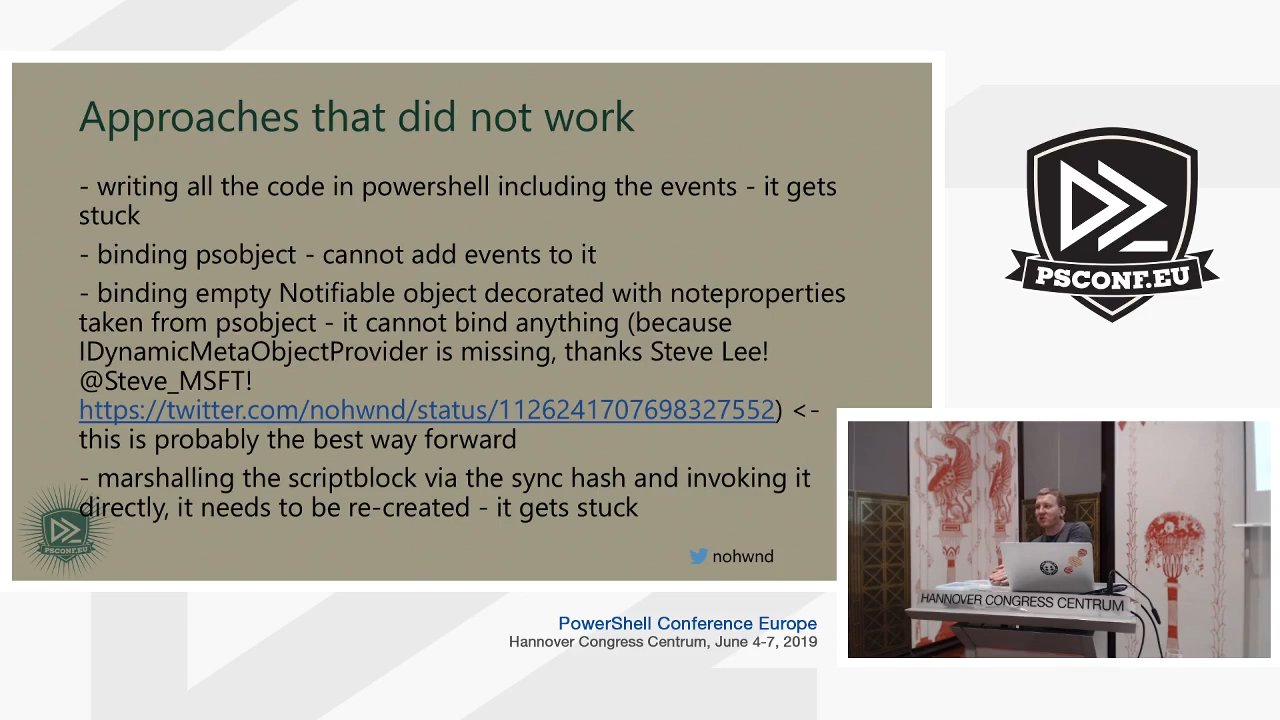 Approaches that did not work
- writing all the code in powershell including the events - it gets
stuck
- binding psobject - cannot add events to it
- binding empty Notifiable object decorated with noteproperties
taken from psobject - it cannot bind anything (because
IDynamicMetaObjectProvider is missing, thanks Steve Lee!
@Steve_MSFT!
https://twitter.com/nohwnd/status/1126241707698327552) <-
this is probably the best way forward
- marshalling the scriptblock via the sync hash and invoking it
directly, it needs to be re-created - it gets stuck
PSCONF.EU
nohwnd
PSCONF.EU
HANNOVER CONGRESS CENTRUM
PowerShell Conference Europe
Hannover Congress Centrum, June 4-7, 2019